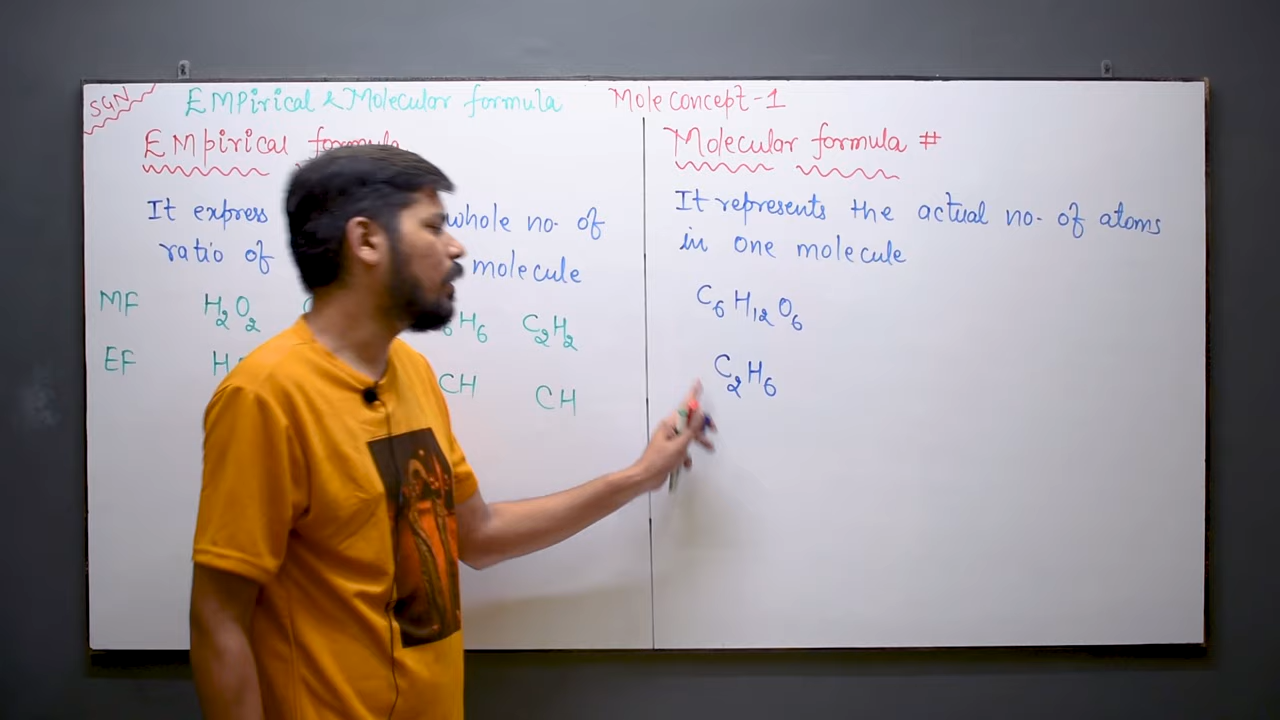 SGN
EMPirical & Molecular formula
Mole concept-1
EMpirical formula
It express whole no. of
ratio of molecule
MF H₂O₂ H₆ C₂H₂
EF H CH CH
Molecular formula #
It represents the actual no. of atoms
in one molecule
C₆H₁₂O₆
C₂H₆